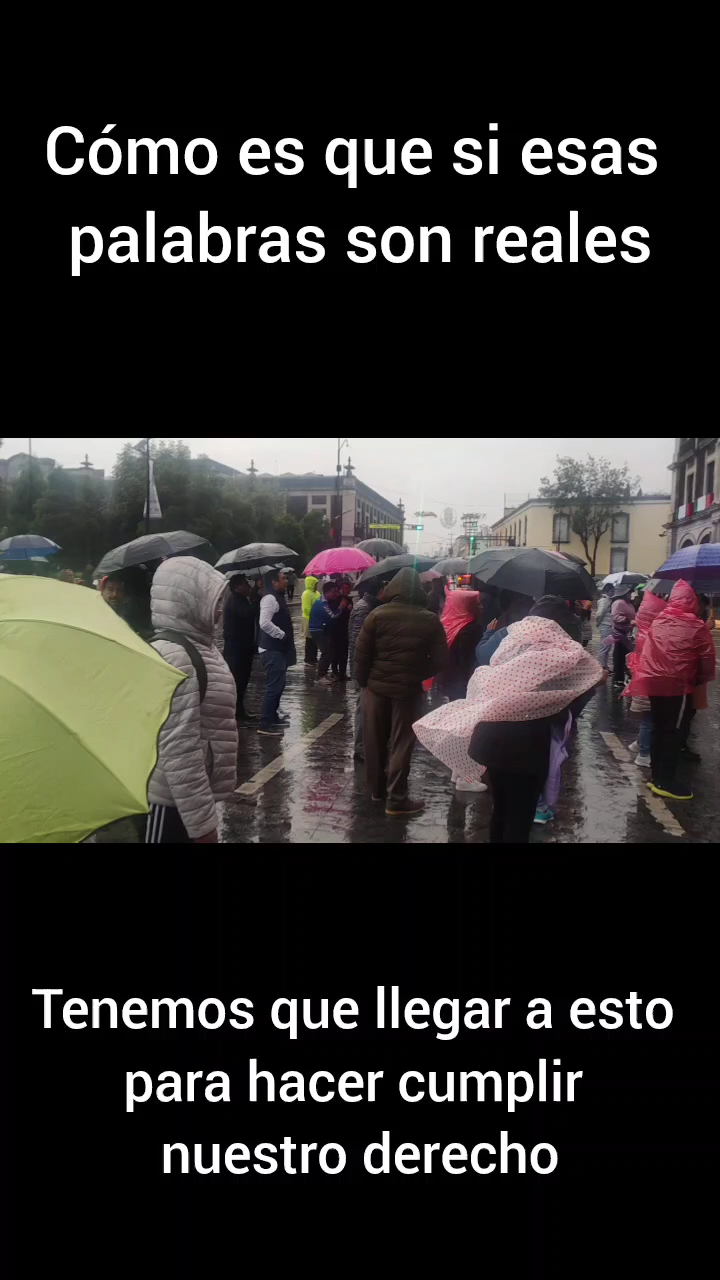 Cómo es que si esas
palabras son reales
Tenemos que llegar a esto
para hacer cumplir
nuestro derecho